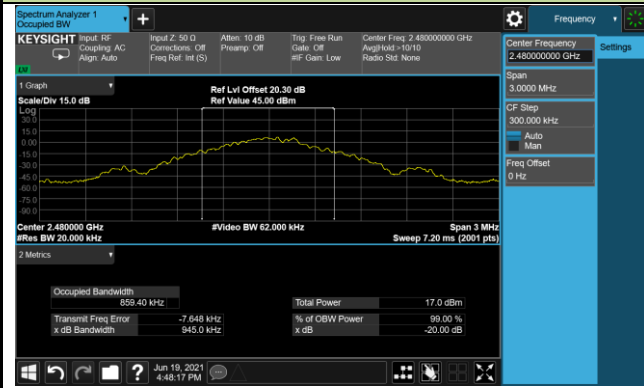 Spectrum Analyzer 1
Occupied BW
+
Frequency
KEYSIGHT
Input: RF
Coupling: AC
Align: Auto
Input Z: 50 Ω
Corrections: Off
Freq Ref: Int (S)
Atten: 10 dB
Preamp: Off
Trig: Free Run
Gate: Off
#IF Gain: Low
Center Freq: 2.480000000 GHz
Avg|Hold:>10/10
Radio Std: None
Center Frequency
2.480000000 GHz
Settings
Span
3.0000 MHz
CF Step
300.000 kHz
Auto
Man
Freq Offset
0 Hz
1 Graph
Scale/Div 15.0 dB
Ref Lvl Offset 20.30 dB
Ref Value 45.00 dBm
Log
30.0
15.0
0.00
-15.0
-30.0
-45.0
-60.0
-75.0
-90.0
Center 2.480000 GHz
#Res BW 20.000 kHz
#Video BW 62.000 kHz
Span 3 MHz
Sweep 7.20 ms (2001 pts)
2 Metrics
Occupied Bandwidth
859.40 kHz
Total Power 17.0 dBm
Transmit Freq Error -7.648 kHz
% of OBW Power 99.00 %
x dB Bandwidth 945.0 kHz
x dB -20.00 dB
?
Jun 19, 2021
4:48:17 PM